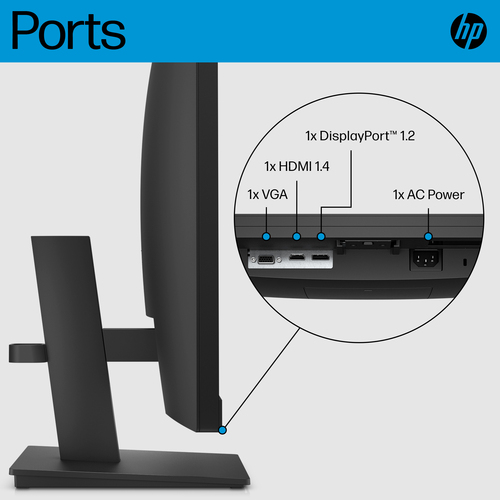 Ports
hp
1x DisplayPort™ 1.2
1x HDMI 1.4
1x VGA
1x AC Power